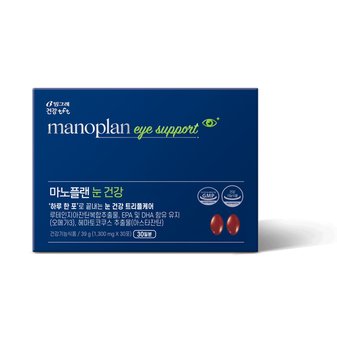 빙그레
건강 tft
manoplan eye support
마노플랜 눈 건강
'하루 한 포'로 끝내는 눈 건강 트리플케어
루테인지아잔틴복합추출물, EPA 및 DHA 함유 유지
(오메가3), 헤마토코쿠스 추출물(아스타잔틴)
건강기능식품 / 39 g (1,300 mg X 30포) 30일분
GMP